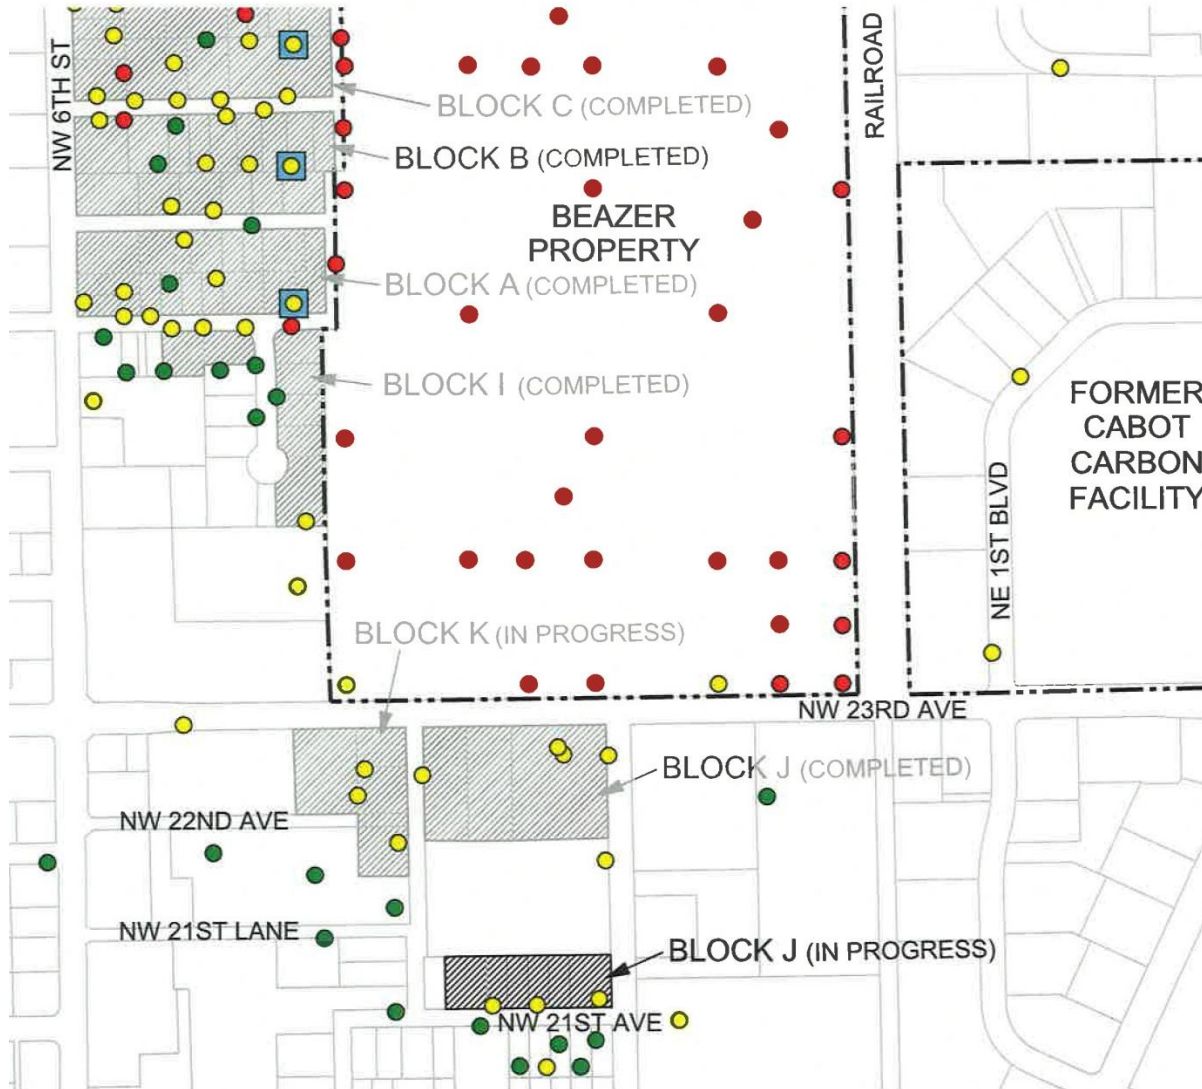 NW 6TH ST
RAILROAD
BLOCK C (COMPLETED)
BLOCK B (COMPLETED)
BEAZER
PROPERTY
BLOCK A (COMPLETED)
BLOCK I (COMPLETED)
FORMER
CABOT
CARBON
FACILITY
NE 1ST BLVD
BLOCK K (IN PROGRESS)
NW 23RD AVE
BLOCK J (COMPLETED)
NW 22ND AVE
NW 21ST LANE
BLOCK J (IN PROGRESS)
NW 21ST AVE